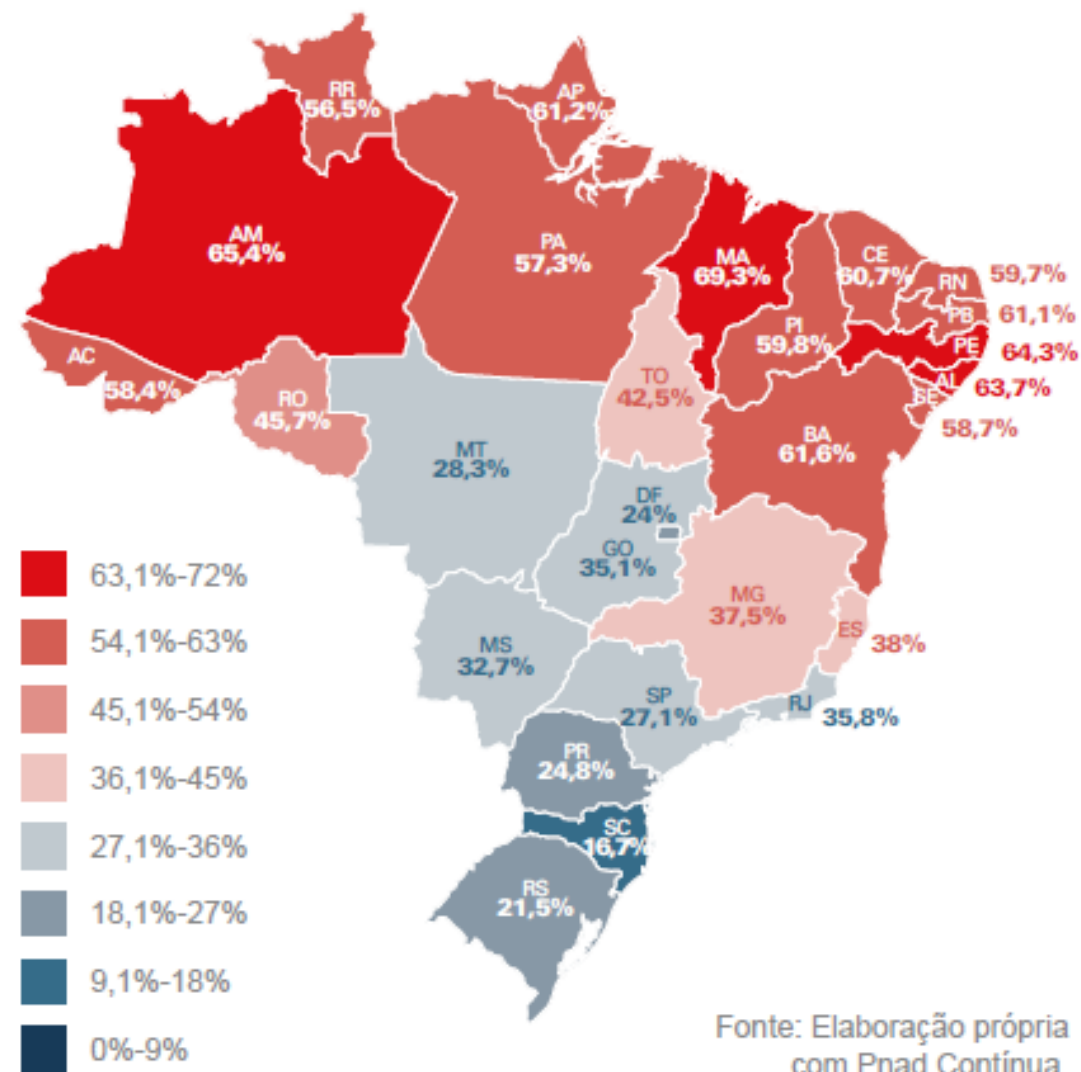 RR
56,5%
AP
61,2%
AM
65,4%
PA
57,3%
MA
69,3%
CE
60,7%
RN
59,7%
PB
61,1%
PI
59,8%
PE
64,3%
AC
58,4%
TO
42,5%
AL
63,7%
SE
58,7%
RO
45,7%
BA
61,6%
MT
28,3%
DF
24%
GO
35,1%
MG
37,5%
ES
38%
MS
32,7%
SP
27,1%
RJ
35,8%
PR
24,8%
SC
16,7%
RS
21,5%
63,1%-72%
54,1%-63%
45,1%-54%
36,1%-45%
27,1%-36%
18,1%-27%
9,1%-18%
0%-9%
Fonte: Elaboração própria
com Pnad Contínua